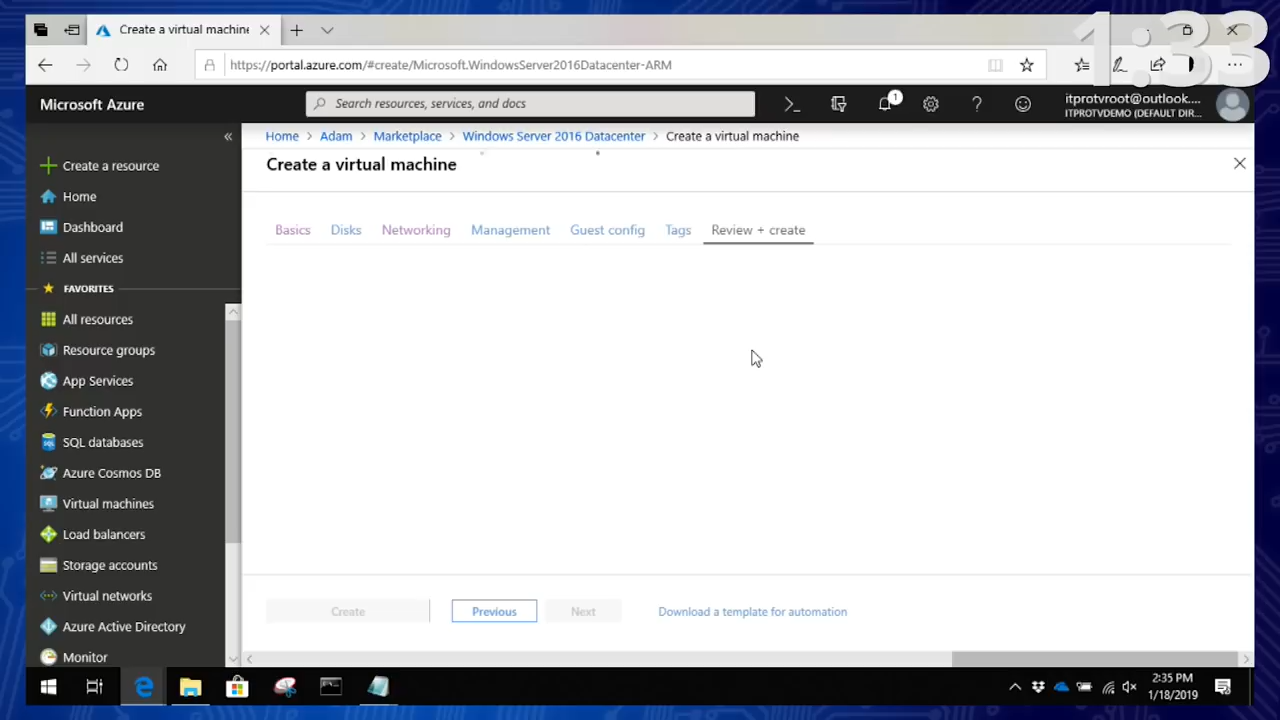 Create a virtual machine
1:33
https://portal.azure.com/#create/Microsoft.WindowsServer2016Datacenter-ARM
Microsoft Azure
Search resources, services, and docs
1
itprotvroot@outlook....
ITPROTVDEMO (DEFAULT DIR...
Home > Adam > Marketplace > Windows Server 2016 Datacenter > Create a virtual machine
Create a virtual machine
Create a resource
Home
Dashboard
All services
FAVORITES
All resources
Resource groups
App Services
Function Apps
SQL databases
Azure Cosmos DB
Virtual machines
Load balancers
Storage accounts
Virtual networks
Azure Active Directory
Monitor
Basics Disks Networking Management Guest config Tags Review + create
Create Previous Next Download a template for automation
2:35 PM
1/18/2019